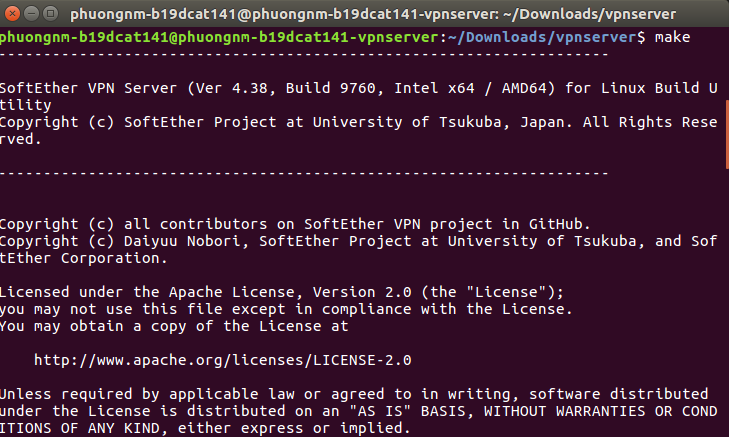 phuongnm-b19dcat141@phuongnm-b19dcat141-vpnserver: ~/Downloads/vpnserver
phuongnm-b19dcat141@phuongnm-b19dcat141-vpnserver:~/Downloads/vpnserver$ make
--------------------------------------------------------------------
SoftEther VPN Server (Ver 4.38, Build 9760, Intel x64 / AMD64) for Linux Build U
tility
Copyright (c) SoftEther Project at University of Tsukuba, Japan. All Rights Rese
rved.
--------------------------------------------------------------------
Copyright (c) all contributors on SoftEther VPN project in GitHub.
Copyright (c) Daiyuu Nobori, SoftEther Project at University of Tsukuba, and Sof
tEther Corporation.
Licensed under the Apache License, Version 2.0 (the "License");
you may not use this file except in compliance with the License.
You may obtain a copy of the License at
http://www.apache.org/licenses/LICENSE-2.0
Unless required by applicable law or agreed to in writing, software distributed
under the License is distributed on an "AS IS" BASIS, WITHOUT WARRANTIES OR COND
ITIONS OF ANY KIND, either express or implied.